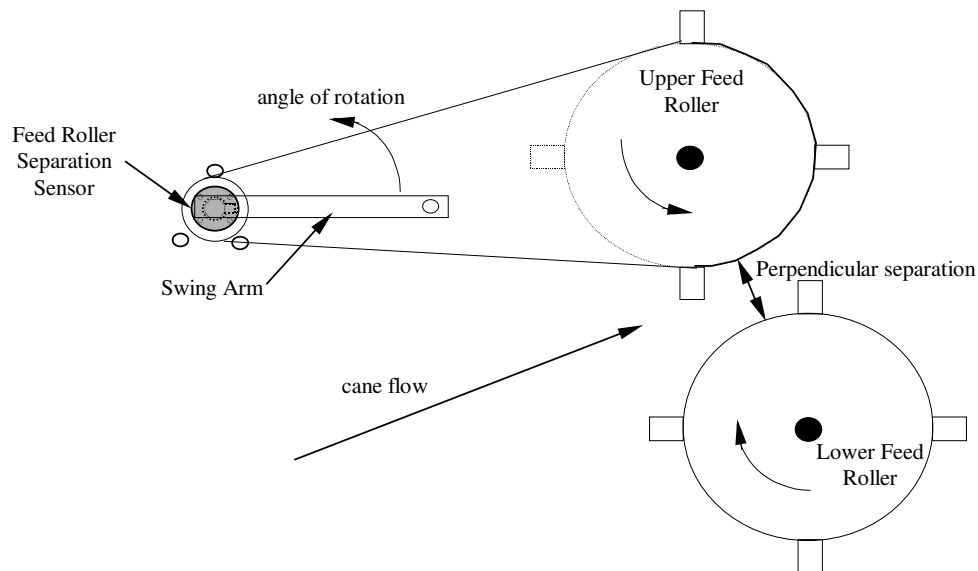 Upper Feed
Roller
angle of rotation
Feed Roller
Separation
Sensor
Swing Arm
Perpendicular separation
cane flow
Lower Feed
Roller